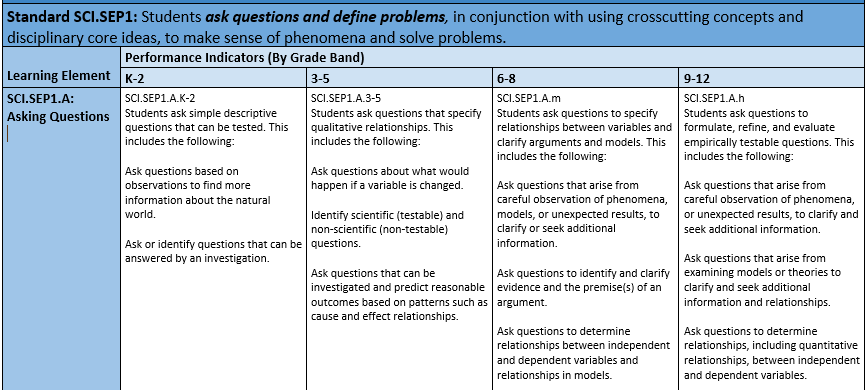 Standard SCI.SEP1: Students ask questions and define problems, in conjunction with using crosscutting concepts and
disciplinary core ideas, to make sense of phenomena and solve problems.
Learning Element
Performance Indicators (By Grade Band)
K-2
3-5
6-8
9-12
SCI.SEP1.A:
Asking Questions
SCI.SEP1.A.K-2
Students ask simple descriptive
questions that can be tested. This
includes the following:
Ask questions based on
observations to find more
information about the natural
world.
Ask or identify questions that can be
answered by an investigation.
SCI.SEP1.A.3-5
Students ask questions that specify
qualitative relationships. This
includes the following:
Ask questions about what would
happen if a variable is changed.
Identify scientific (testable) and
non-scientific (non-testable)
questions.
Ask questions that can be
investigated and predict reasonable
outcomes based on patterns such as
cause and effect relationships.
SCI.SEP1.A.m
Students ask questions to specify
relationships between variables and
clarify arguments and models. This
includes the following:
Ask questions that arise from
careful observation of phenomena,
models, or unexpected results, to
clarify or seek additional
information.
Ask questions to identify and clarify
evidence and the premise(s) of an
argument.
Ask questions to determine
relationships between independent
and dependent variables and
relationships in models.
SCI.SEP1.A.h
Students ask questions to
formulate, refine, and evaluate
empirically testable questions. This
includes the following:
Ask questions that arise from
careful observation of phenomena,
or unexpected results, to clarify and
seek additional information.
Ask questions that arise from
examining models or theories to
clarify and seek additional
information and relationships.
Ask questions to determine
relationships, including quantitative
relationships, between independent
and dependent variables.